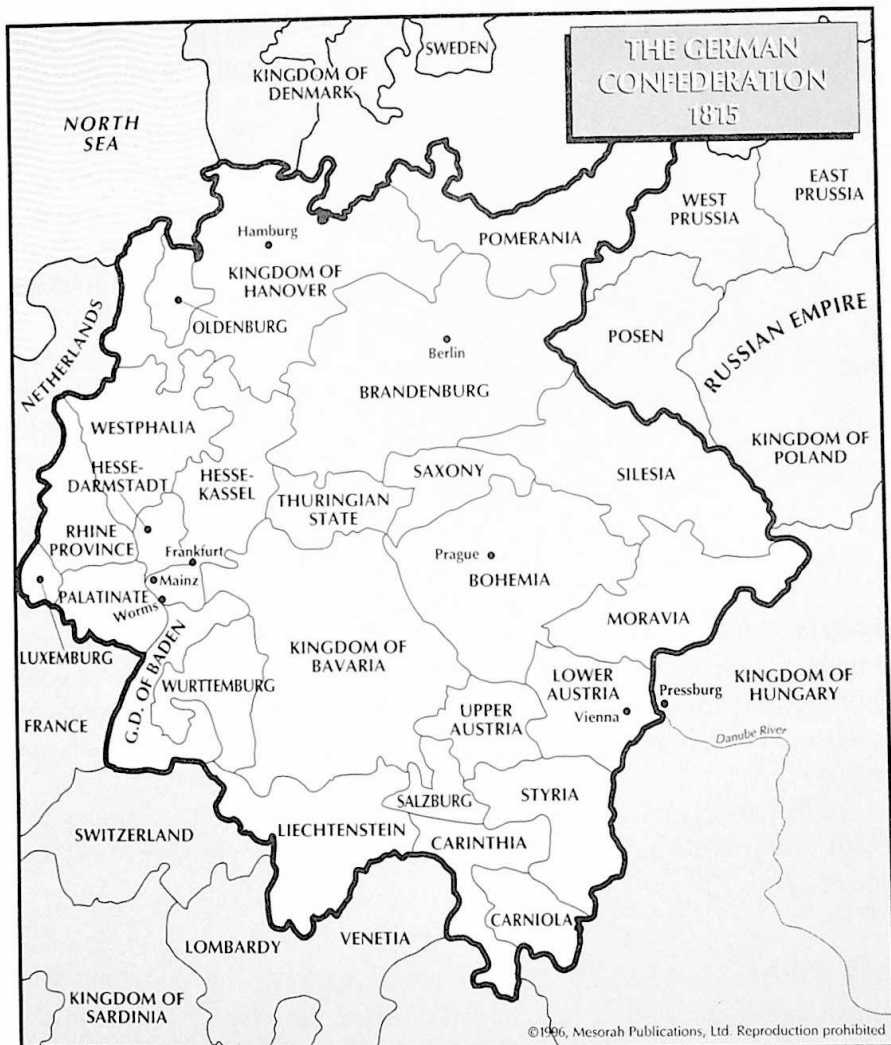 THE GERMAN
CONFEDERATION
1815
SWEDEN
KINGDOM OF
DENMARK
NORTH
SEA
EAST
PRUSSIA
WEST
PRUSSIA
POMERANIA
Hamburg
KINGDOM OF
HANOVER
OLDENBURG
NETHERLANDS
Berlin
BRANDENBURG
POSEN
RUSSIAN EMPIRE
KINGDOM OF
POLAND
WESTPHALIA
HESSE-
DARMSTADT
HESSE-
KASSEL
THURINGIAN
STATE
SAXONY
SILESIA
RHINE
PROVINCE
Frankfurt
Mainz
PALATINATE
Worms
Prague
BOHEMIA
MORAVIA
LUXEMBURG
G.D. OF BADEN
WURTTEMBURG
KINGDOM OF
BAVARIA
UPPER
AUSTRIA
LOWER
AUSTRIA
Vienna
Pressburg
KINGDOM OF
HUNGARY
Danube River
FRANCE
SALZBURG
STYRIA
SWITZERLAND
LIECHTENSTEIN
CARINTHIA
CARNIOLA
LOMBARDY
VENETIA
KINGDOM OF
SARDINIA
©1996, Mesorah Publications, Ltd. Reproduction prohibited